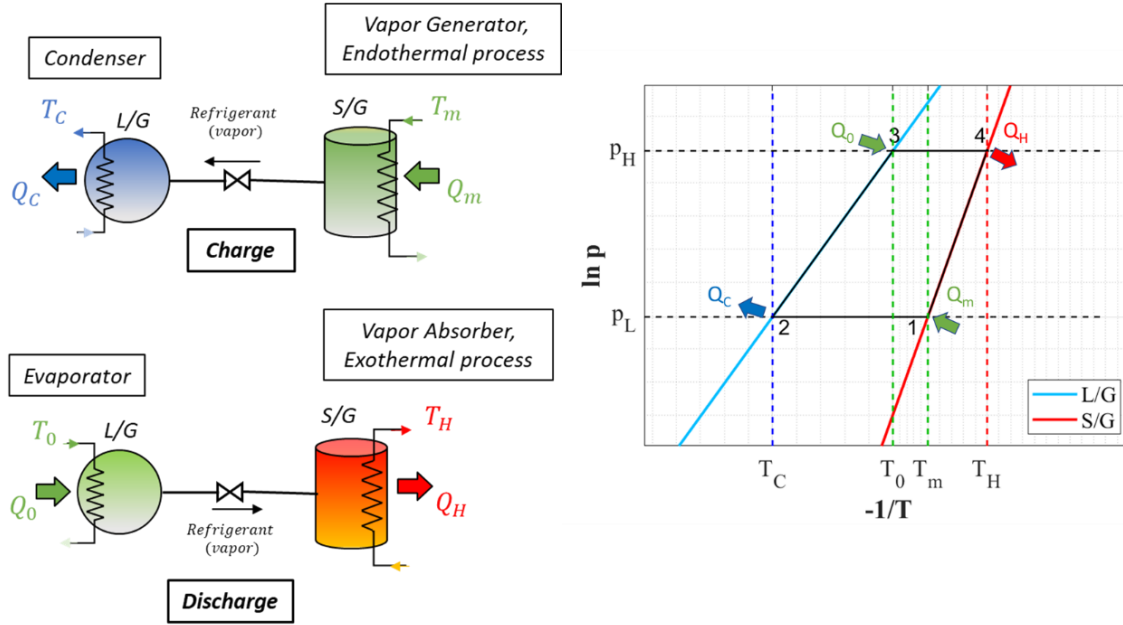 Condenser
Vapor Generator,
Endothermal process
T_C
L/G
Refrigerant
(vapor)
S/G
T_m
Q_C
Q_m
Charge
Evaporator
Vapor Absorber,
Exothermal process
T_0
L/G
S/G
T_H
Q_0
Q_H
Refrigerant
(vapor)
Discharge
ln p
p_H
p_L
Q_0
3
4
Q_H
Q_C
2
1
Q_m
L/G
S/G
T_C
T_0
T_m
T_H
-1/T